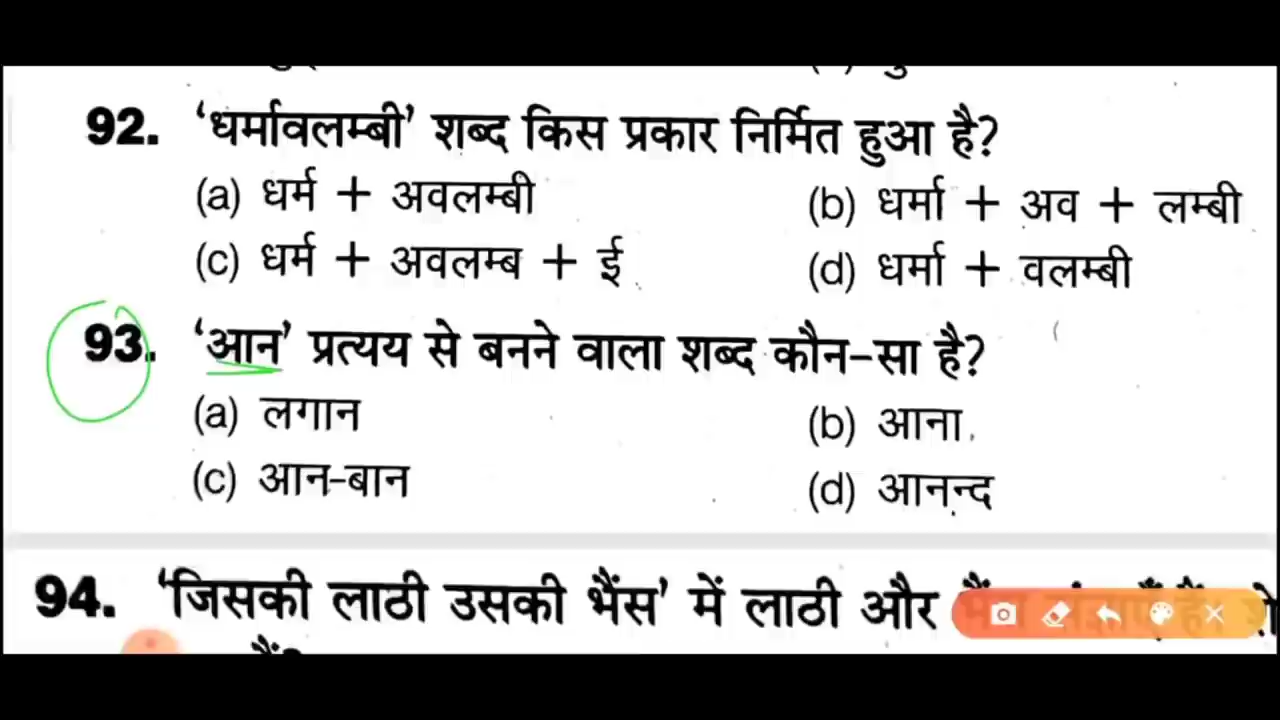 92. 'धर्मावलम्बी' शब्द किस प्रकार निर्मित हुआ है?
(a) धर्म + अवलम्बी (b) धर्मा + अव + लम्बी
(c) धर्म + अवलम्ब + ई (d) धर्मा + वलम्बी
93. 'आन' प्रत्यय से बनने वाला शब्द कौन-सा है?
(a) लगान (b) आना
(c) आन-बान (d) आनन्द
94. 'जिसकी लाठी उसकी भैंस' में लाठी और